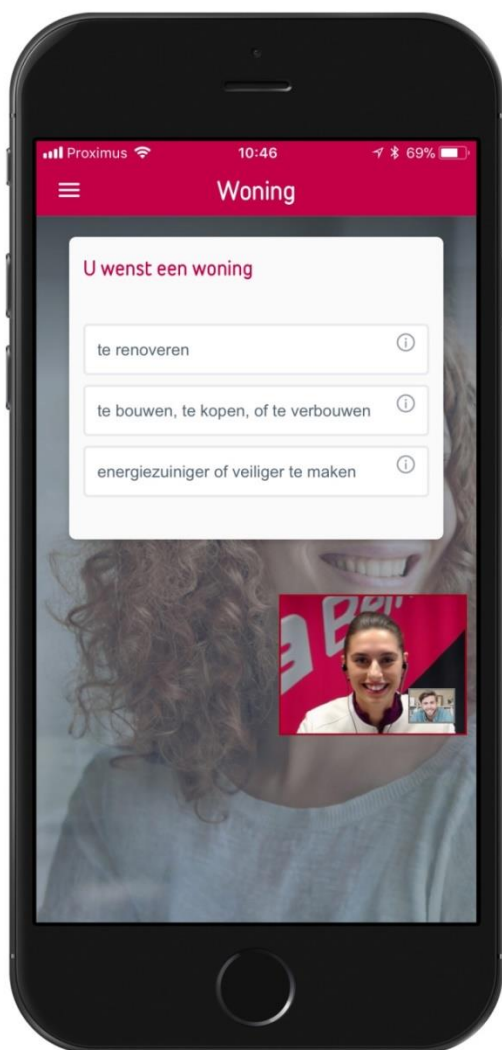 Proximus 10:46 69%
Woning
U wenst een woning
te renoveren
te bouwen, te kopen, of te verbouwen
energiezuiniger of veiliger te maken